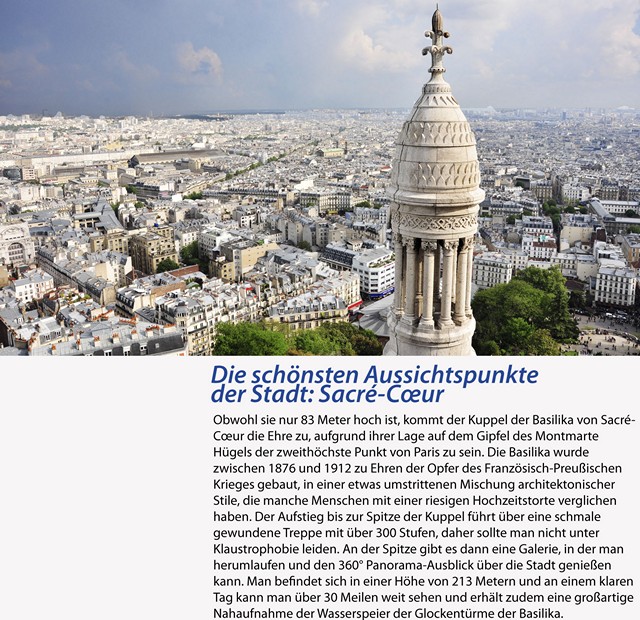 Die schönsten Aussichtspunkte
der Stadt: Sacré-Cœur
Obwohl sie nur 83 Meter hoch ist, kommt der Kuppel der Basilika von Sacré-
Cœur die Ehre zu, aufgrund ihrer Lage auf dem Gipfel des Montmarte
Hügels der zweithöchste Punkt von Paris zu sein. Die Basilika wurde
zwischen 1876 und 1912 zu Ehren der Opfer des Französisch-Preußischen
Krieges gebaut, in einer etwas umstrittenen Mischung architektonischer
Stile, die manche Menschen mit einer riesigen Hochzeitstorte verglichen
haben. Der Aufstieg bis zur Spitze der Kuppel führt über eine schmale
gewundene Treppe mit über 300 Stufen, daher sollte man nicht unter
Klaustrophobie leiden. An der Spitze gibt es dann eine Galerie, in der man
herumlaufen und den 360° Panorama-Ausblick über die Stadt genießen
kann. Man befindet sich in einer Höhe von 213 Metern und an einem klaren
Tag kann man über 30 Meilen weit sehen und erhält zudem eine großartige
Nahaufnahme der Wasserspeier der Glockentürme der Basilika.